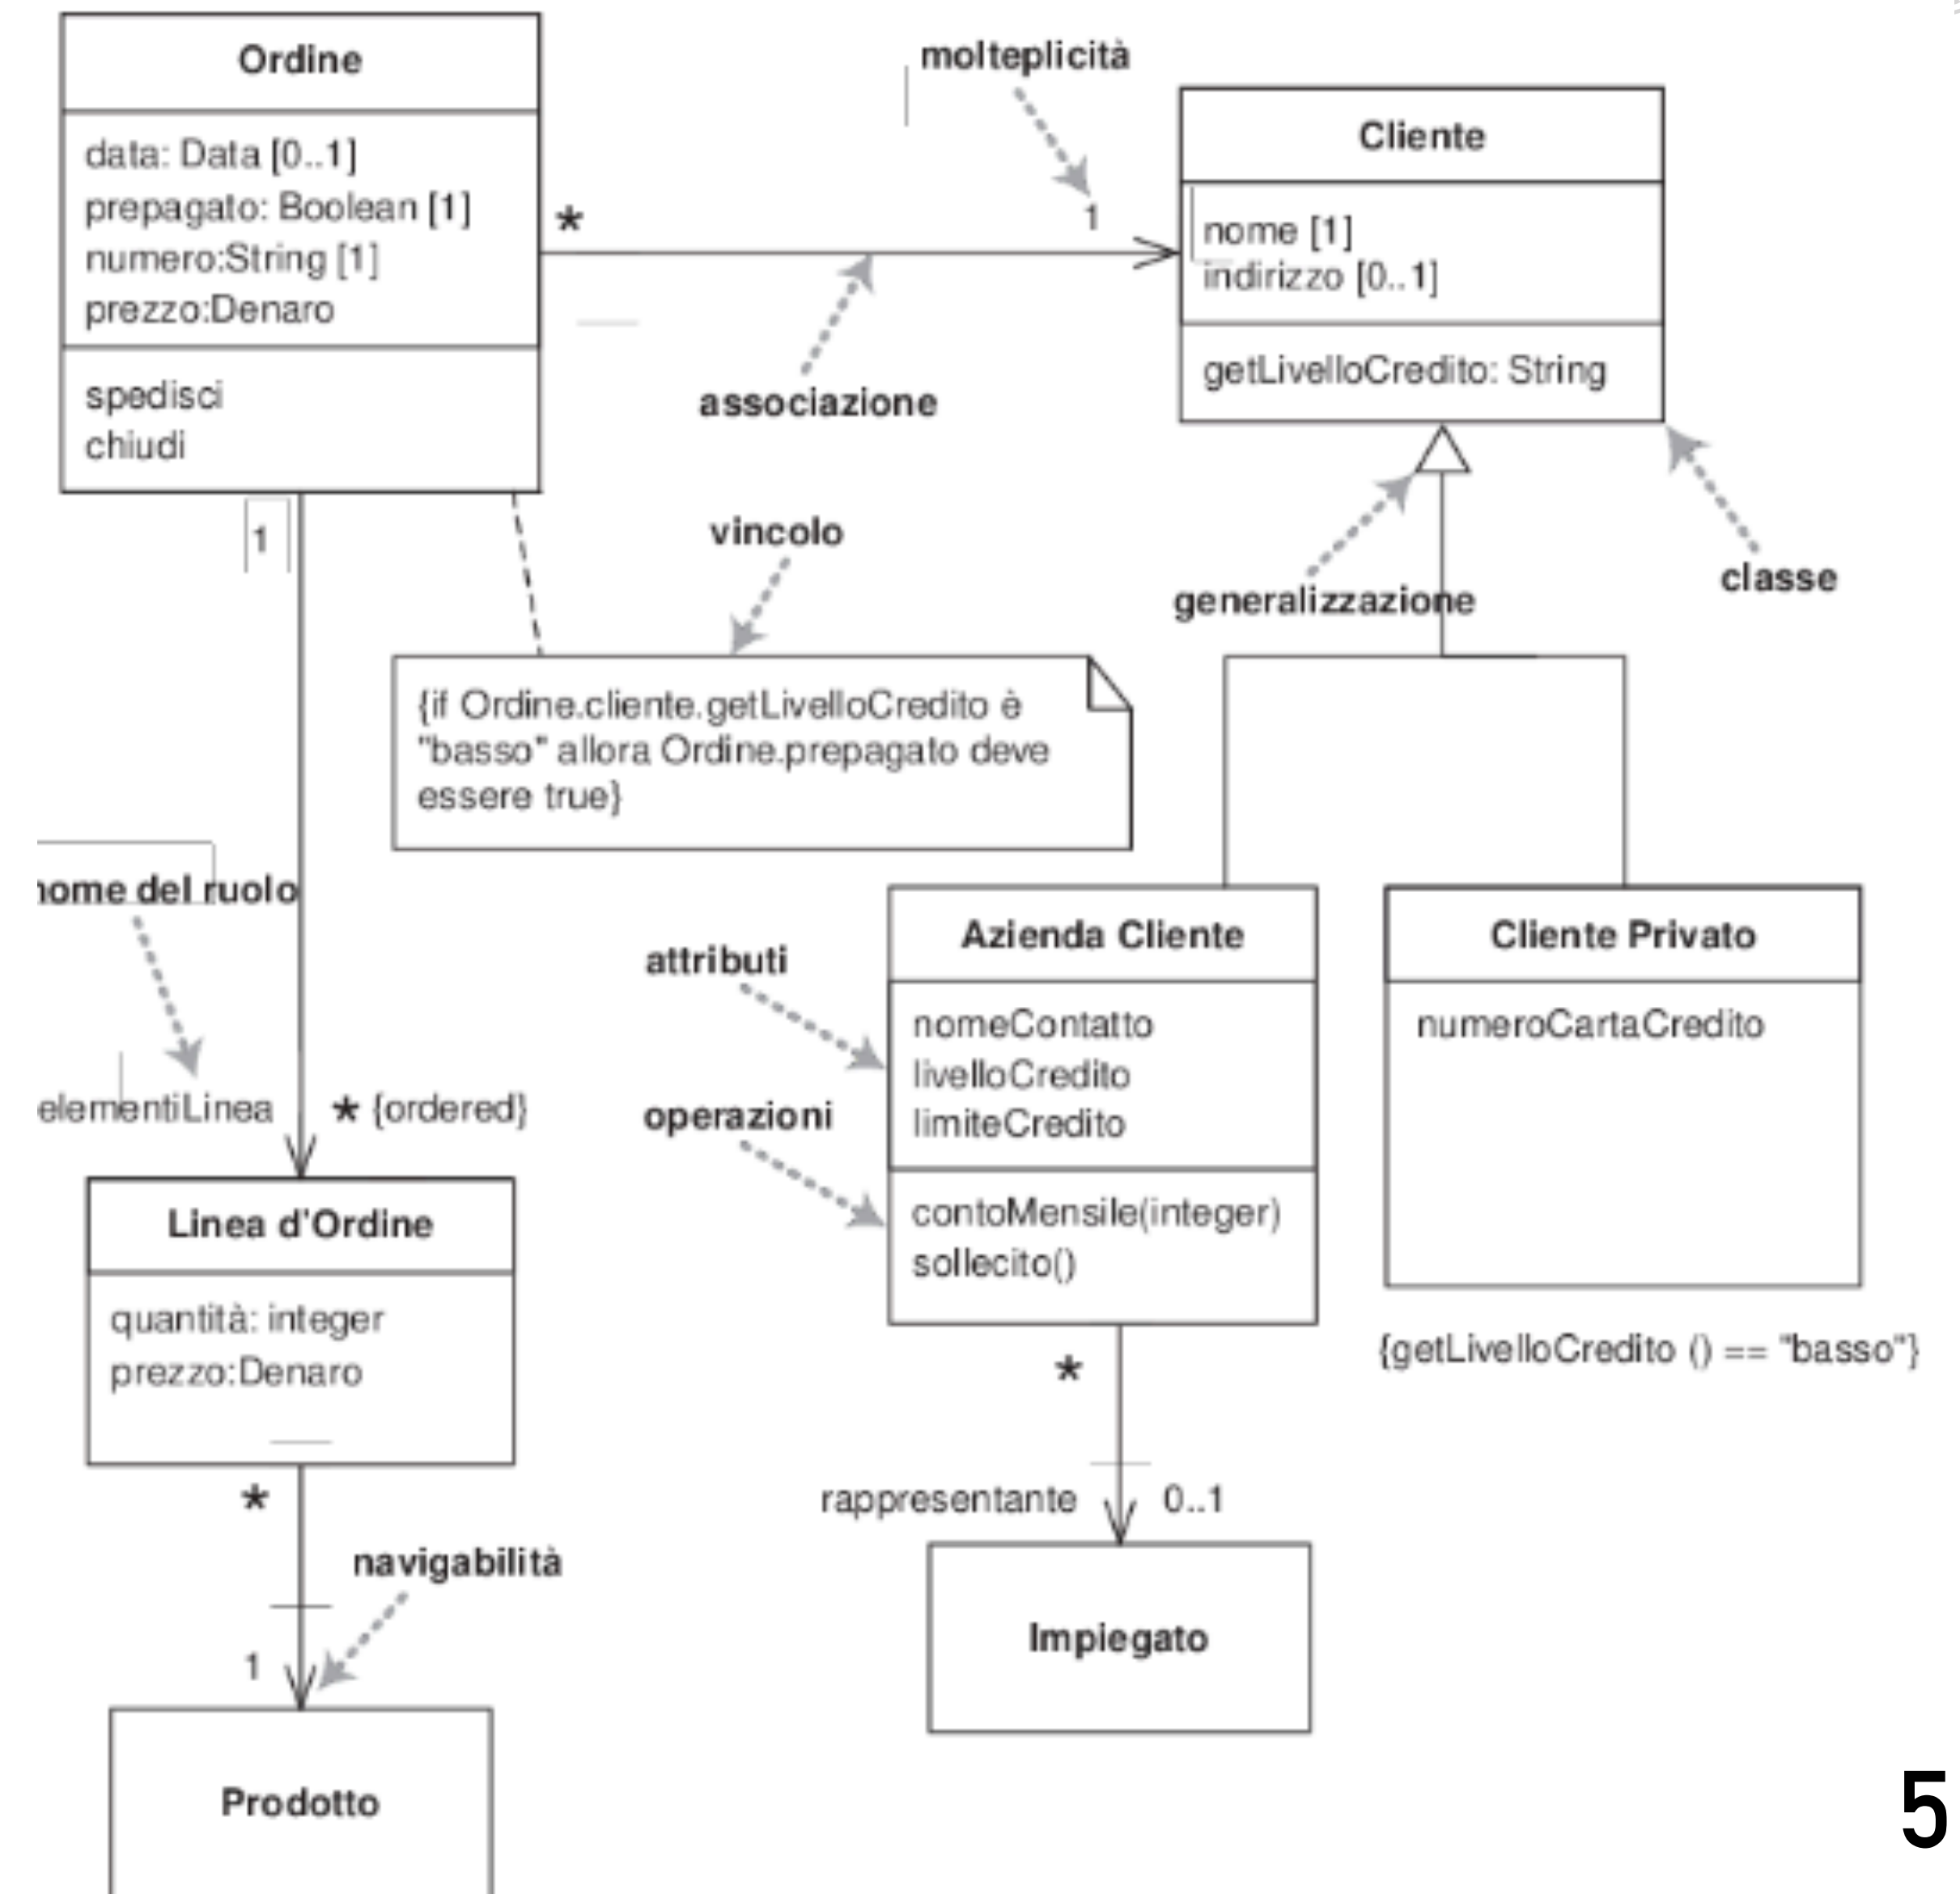 Ordine
data: Data [0..1]
prepagato: Boolean [1]
numero:String [1]
prezzo:Denaro
spedisci
chiudi
molteplicità
*
1
associazione
Cliente
nome [1]
indirizzo [0..1]
getLivelloCredito: String
1
vincolo
generalizzazione
classe
{if Ordine.cliente.getLivelloCredito è
"basso" allora Ordine.prepagato deve
essere true}
nome del ruolo
elementiLinea
* {ordered}
attributi
operazioni
Azienda Cliente
nomeContatto
livelloCredito
limiteCredito
contoMensile(integer)
sollecito()
Cliente Privato
numeroCartaCredito
{getLivelloCredito () == "basso"}
Linea d'Ordine
quantità: integer
prezzo:Denaro
*
navigabilità
1
Prodotto
*
rappresentante
0..1
Impiegato
5